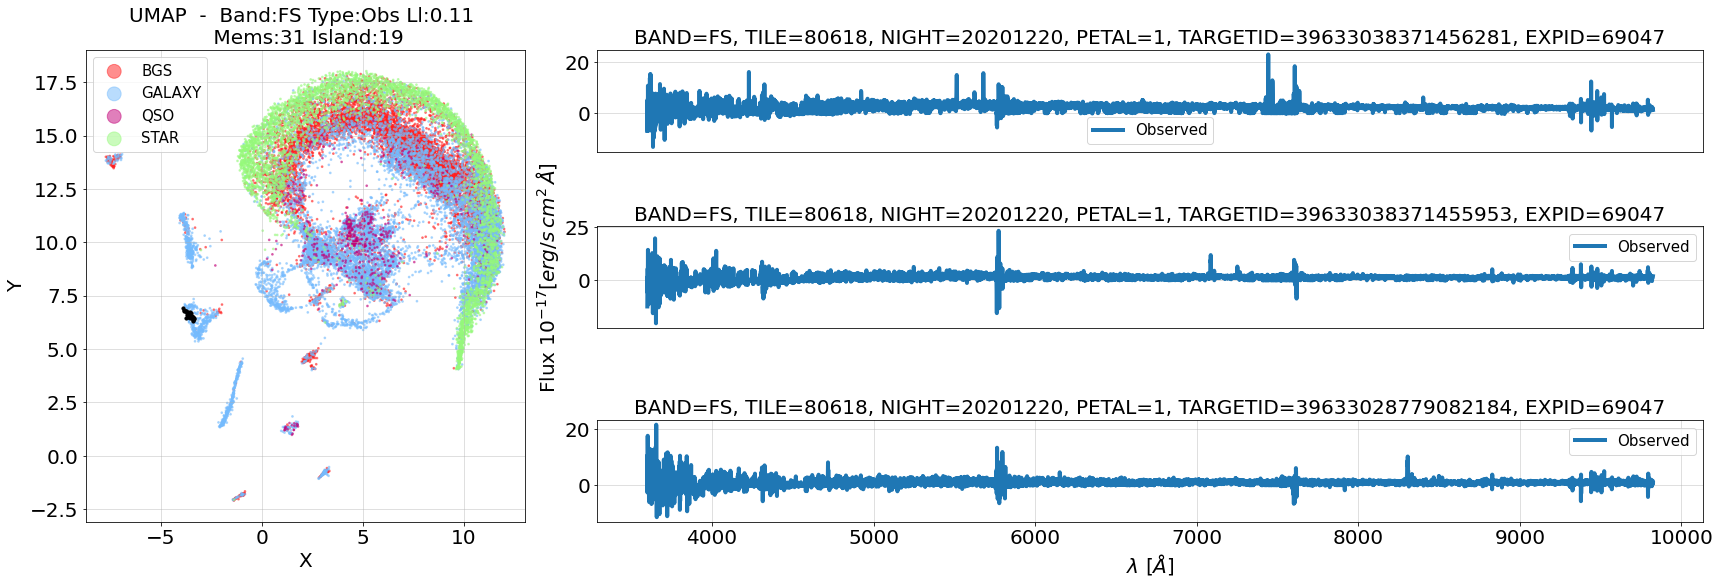 UMAP - Band:FS Type:Obs Ll:0.11
Mems:31 Island:19
BGS
GALAXY
QSO
STAR
17.5
15.0
12.5
10.0
7.5
5.0
2.5
0.0
−2.5
Y
−5
0
5
10
X
Flux 10⁻¹⁷[erg/s cm² Å]
BAND=FS, TILE=80618, NIGHT=20201220, PETAL=1, TARGETID=39633038371456281, EXPID=69047
20
0
Observed
BAND=FS, TILE=80618, NIGHT=20201220, PETAL=1, TARGETID=39633038371455953, EXPID=69047
25
0
Observed
BAND=FS, TILE=80618, NIGHT=20201220, PETAL=1, TARGETID=39633028779082184, EXPID=69047
20
0
Observed
4000
5000
6000
7000
8000
9000
10000
λ [Å]